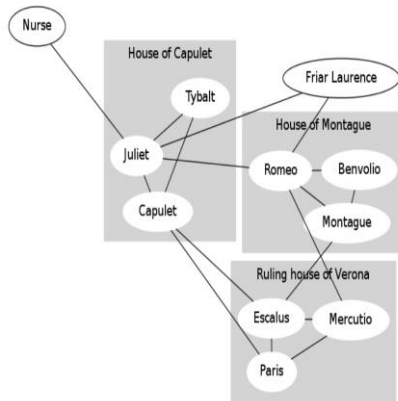 Nurse
House of Capulet
Tybalt
Friar Laurence
House of Montague
Juliet
Romeo
Benvolio
Capulet
Montague
Ruling house of Verona
Escalus
Mercutio
Paris